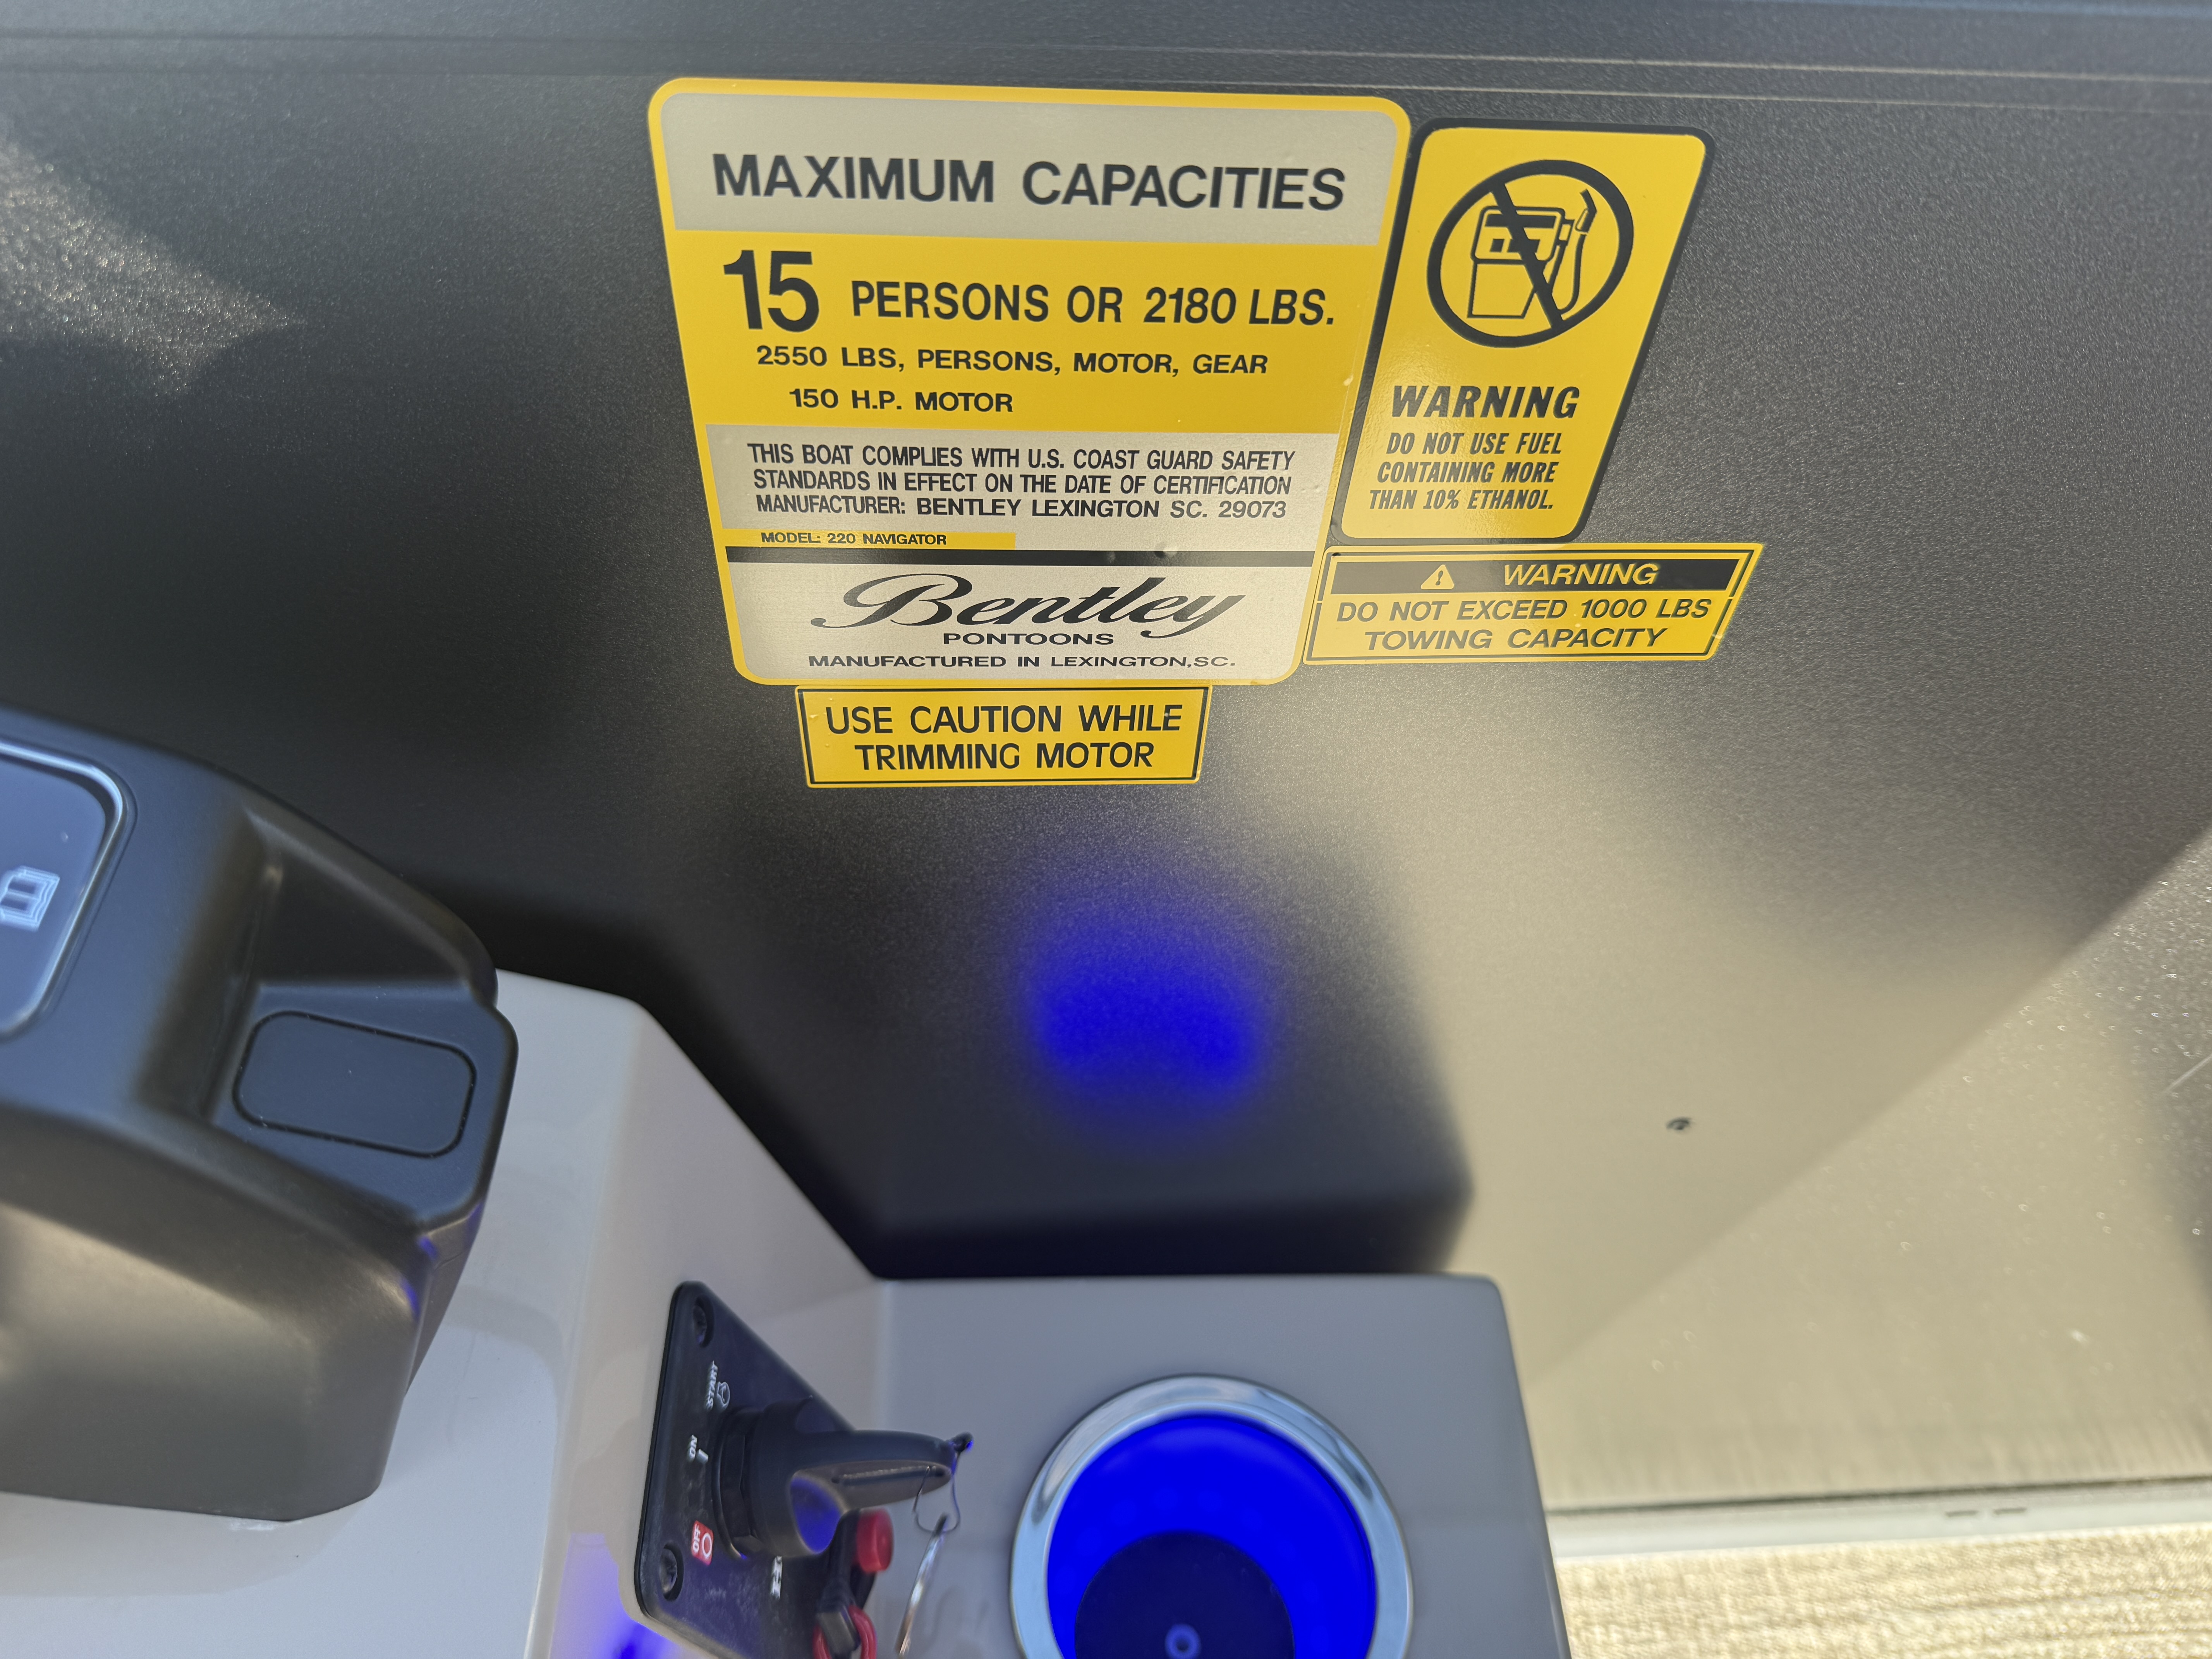 MAXIMUM CAPACITIES
15 PERSONS OR 2180 LBS.
2550 LBS, PERSONS, MOTOR, GEAR
150 H.P. MOTOR
THIS BOAT COMPLIES WITH U.S. COAST GUARD SAFETY
STANDARDS IN EFFECT ON THE DATE OF CERTIFICATION
MANUFACTURER: BENTLEY LEXINGTON SC. 29073
MODEL: 220 NAVIGATOR
Bentley
PONTOONS
MANUFACTURED IN LEXINGTON,SC.
WARNING
DO NOT USE FUEL
CONTAINING MORE
THAN 10% ETHANOL.
WARNING
DO NOT EXCEED 1000 LBS
TOWING CAPACITY
USE CAUTION WHILE
TRIMMING MOTOR
START
ON
OFF